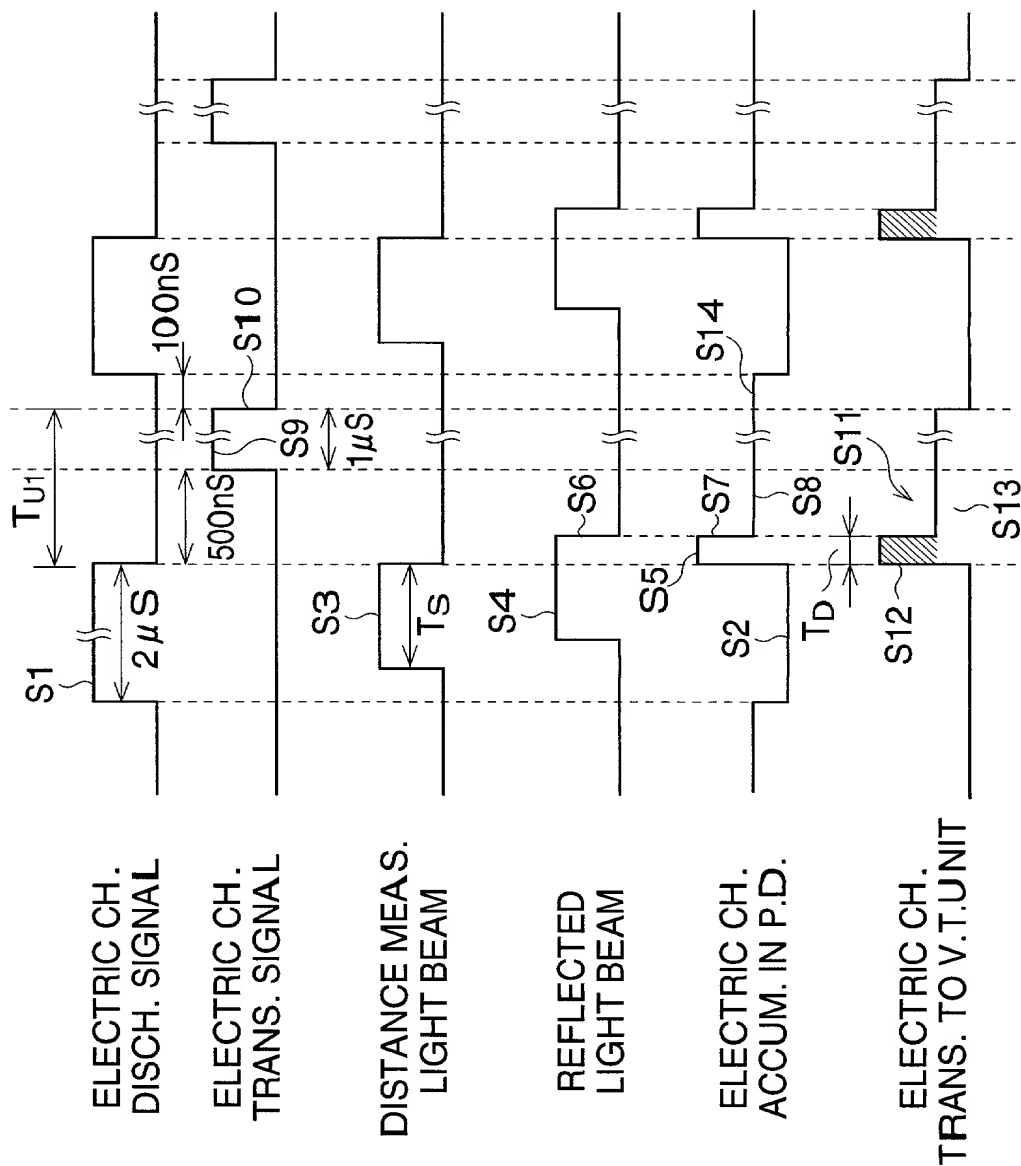 ELECTRIC CH.
DISCH. SIGNAL
S1
2μS
TU1
100nS
ELECTRIC CH.
TRANS. SIGNAL
500nS
S9
1μS
S10
DISTANCE MEAS.
LIGHT BEAM
S3
TS
REFLECTED
LIGHT BEAM
S4
S6
ELECTRIC CH.
ACCUM. IN P.D.
S2
S5
S7
S8
S14
ELECTRIC CH.
TRANS. TO V.T.UNIT
TD
S12
S11
S13